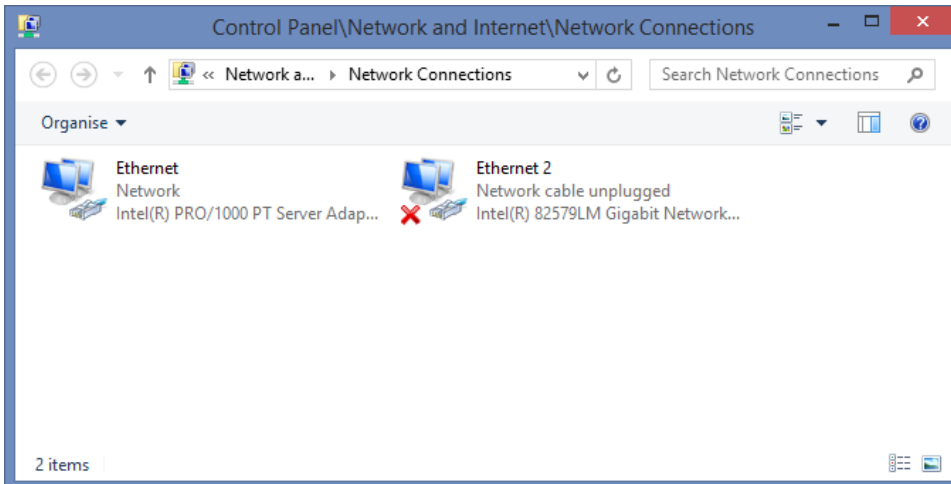 Control Panel\Network and Internet\Network Connections
« Network a... Network Connections
Search Network Connections
Organise
Ethernet
Network
Intel(R) PRO/1000 PT Server Adap...
Ethernet 2
Network cable unplugged
Intel(R) 82579LM Gigabit Network...
2 items